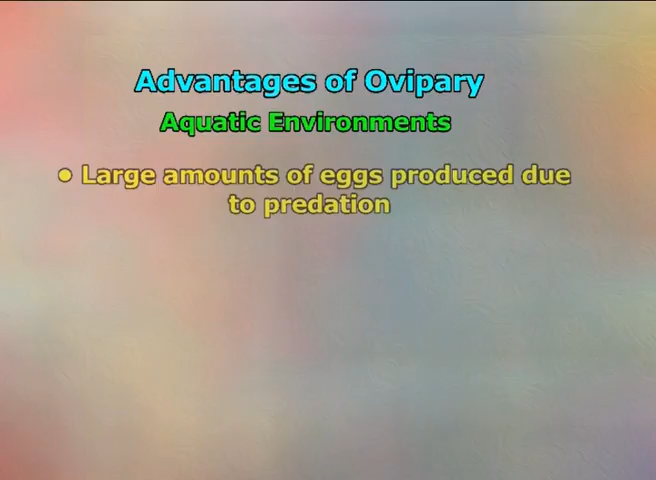 Advantages of Ovipary
Aquatic Environments
• Large amounts of eggs produced due
to predation